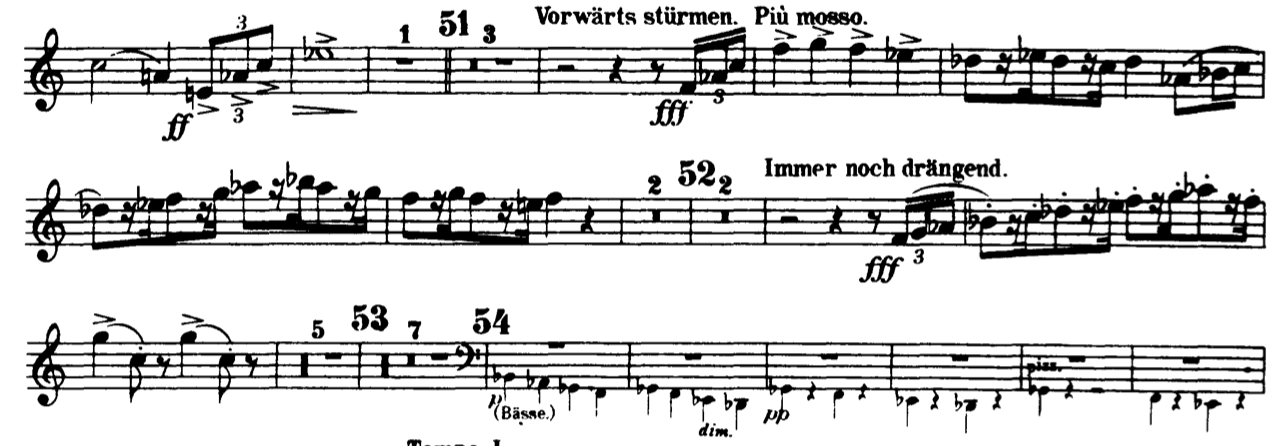 51 Vorwärts stürmen. Più mosso.
3 1 3
ff 3 fff 3
52 Immer noch drängend.
2 2
fff 3
53 54
5 7
pizz.
p (Bässe.) dim. pp